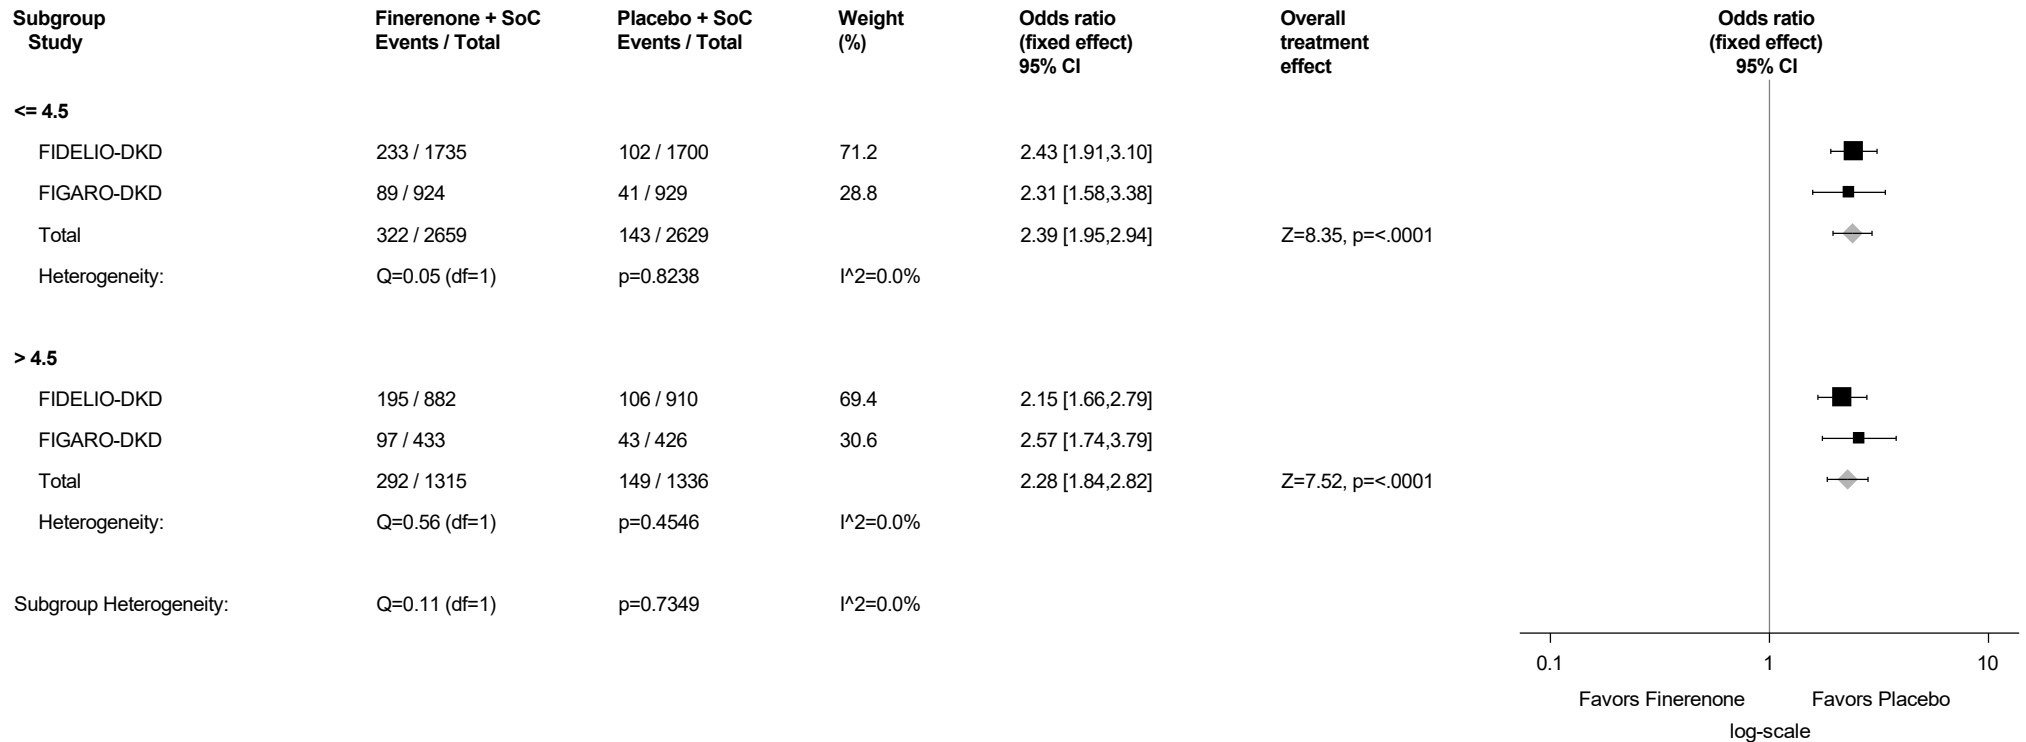 Subgroup Finerenone + SoC Placebo + SoC Weight Odds ratio Overall Odds ratio
Study Events / Total Events / Total (%) (fixed effect) treatment (fixed effect)
95% CI effect 95% CI
<= 4.5
FIDELIO-DKD 233 / 1735 102 / 1700 71.2 2.43 [1.91,3.10]
FIGARO-DKD 89 / 924 41 / 929 28.8 2.31 [1.58,3.38]
Total 322 / 2659 143 / 2629 2.39 [1.95,2.94] Z=8.35, p=<.0001
Heterogeneity: Q=0.05 (df=1) p=0.8238 I^2=0.0%
> 4.5
FIDELIO-DKD 195 / 882 106 / 910 69.4 2.15 [1.66,2.79]
FIGARO-DKD 97 / 433 43 / 426 30.6 2.57 [1.74,3.79]
Total 292 / 1315 149 / 1336 2.28 [1.84,2.82] Z=7.52, p=<.0001
Heterogeneity: Q=0.56 (df=1) p=0.4546 I^2=0.0%
Subgroup Heterogeneity: Q=0.11 (df=1) p=0.7349 I^2=0.0%
0.1 1 10
Favors Finerenone Favors Placebo
log-scale